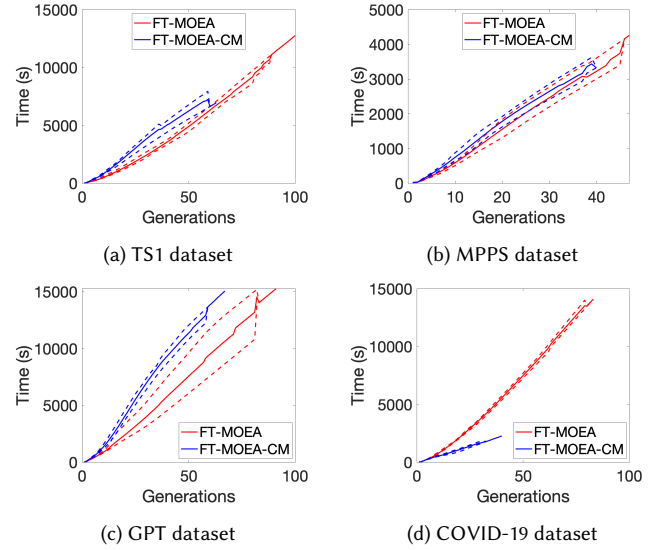 15000
10000
5000
0
Time (s)
FT-MOEA
FT-MOEA-CM
0
50
100
Generations
(a) TS1 dataset
5000
4000
3000
2000
1000
0
Time (s)
FT-MOEA
FT-MOEA-CM
0
10
20
30
40
Generations
(b) MPPS dataset
15000
10000
5000
0
Time (s)
FT-MOEA
FT-MOEA-CM
0
50
100
Generations
(c) GPT dataset
15000
10000
5000
0
Time (s)
FT-MOEA
FT-MOEA-CM
0
50
100
Generations
(d) COVID-19 dataset